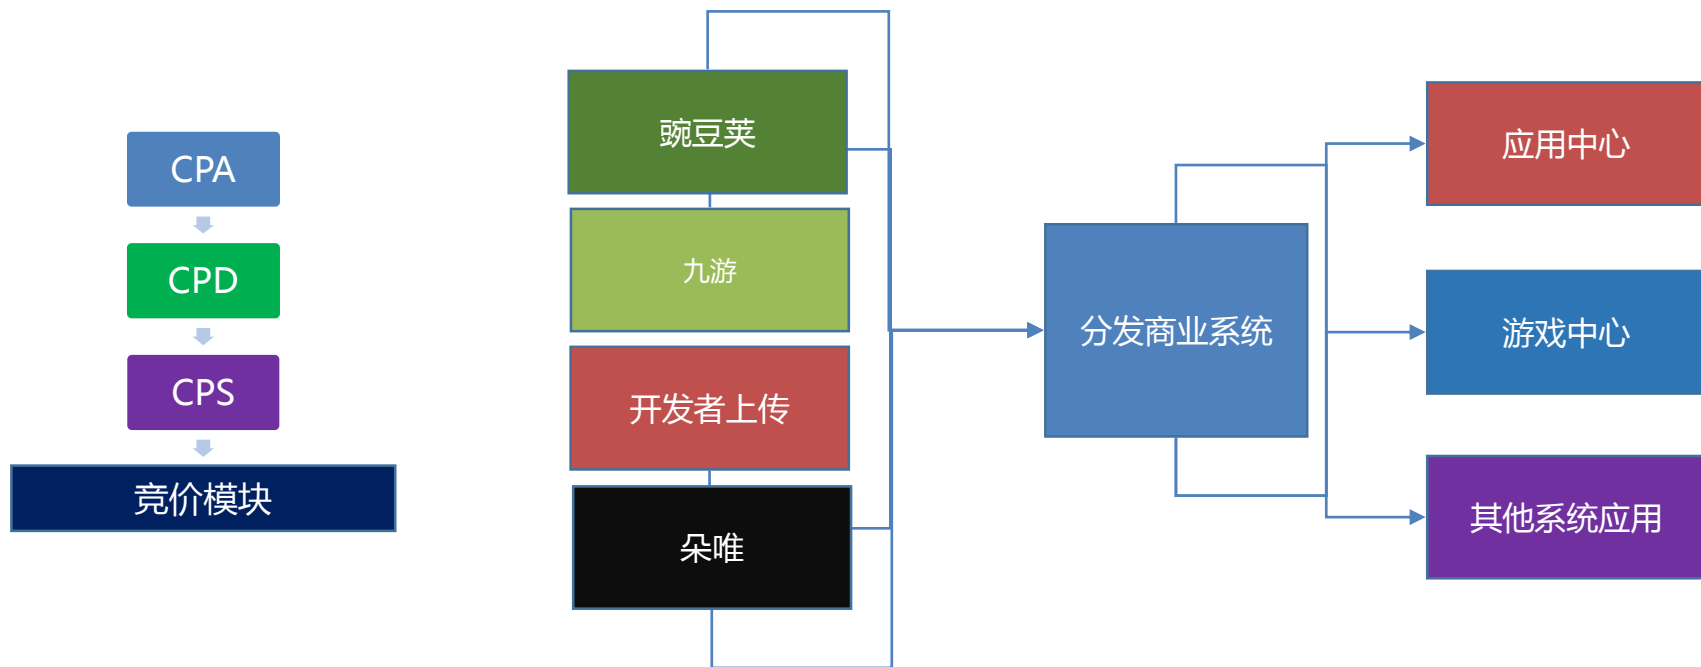 CPA
CPD
CPS
竞价模块
豌豆荚
九游
开发者上传
朵唯
分发商业系统
应用中心
游戏中心
其他系统应用